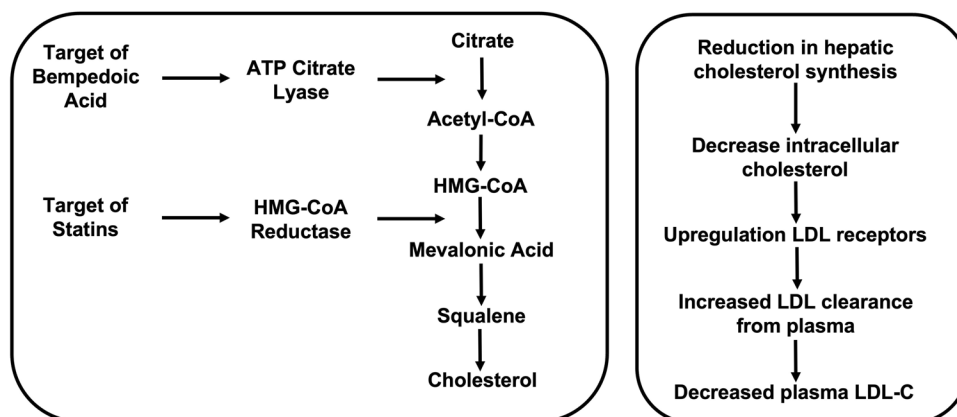 Target of
Bempedoic
Acid
ATP Citrate
Lyase
Citrate
Acetyl-CoA
HMG-CoA
Target of
Statins
HMG-CoA
Reductase
Mevalonic Acid
Squalene
Cholesterol
Reduction in hepatic
cholesterol synthesis
Decrease intracellular
cholesterol
Upregulation LDL receptors
Increased LDL clearance
from plasma
Decreased plasma LDL-C